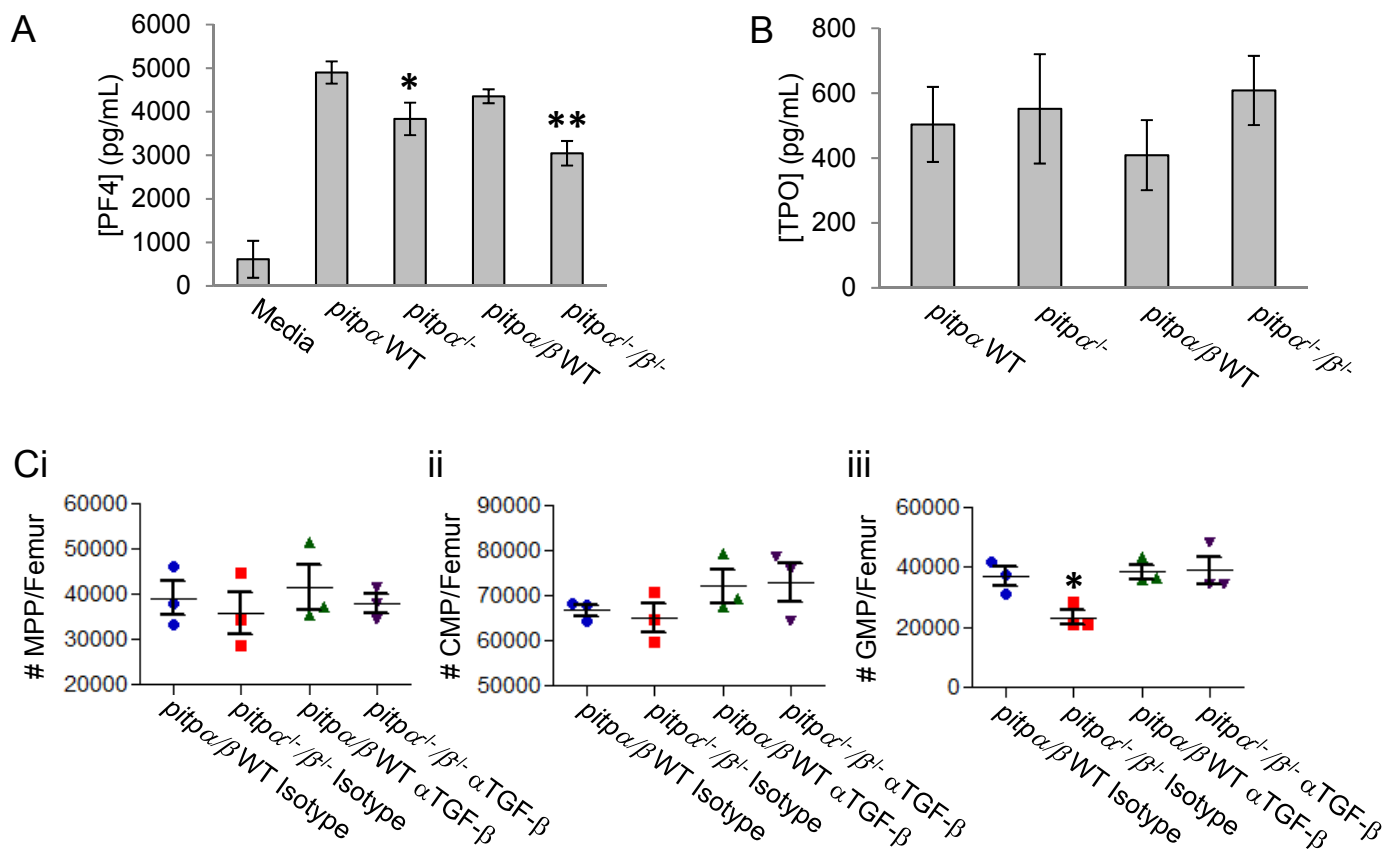 A
[PF4] (pg/mL)
6000
5000
4000
3000
2000
1000
0
*
**
Media
pitpα WT
pitpα-/-
pitpα/β WT
pitpα-/-/β-/-
B
[TPO] (pg/mL)
800
600
400
200
0
pitpα WT
pitpα-/-
pitpα/β WT
pitpα-/-/β-/-
Ci
# MPP/Femur
60000
50000
40000
30000
20000
pitpα/β WT Isotype
pitpα-/-/β-/- Isotype
pitpα/β WT αTGF-β
pitpα-/-/β-/- αTGF-β
ii
# CMP/Femur
90000
80000
70000
60000
50000
pitpα/β WT Isotype
pitpα-/-/β-/- Isotype
pitpα/β WT αTGF-β
pitpα-/-/β-/- αTGF-β
iii
# GMP/Femur
60000
40000
20000
0
*
pitpα/β WT Isotype
pitpα-/-/β-/- Isotype
pitpα/β WT αTGF-β
pitpα-/-/β-/- αTGF-β